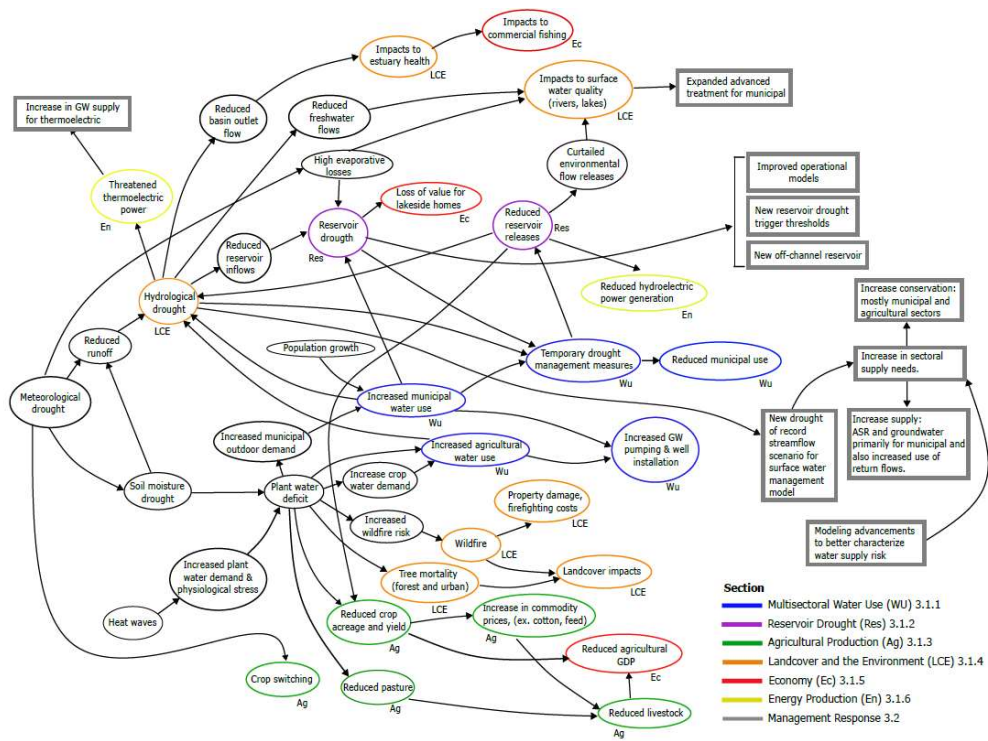 Impacts to
commercial fishing
Ec
Impacts to
estuary health
LCE
Impacts to surface
water quality
(rivers, lakes)
LCE
Expanded advanced
treatment for municipal
Increase in GW supply
for thermoelectric
Reduced
basin outlet
flow
Reduced
freshwater
flows
High evaporative
losses
Curtailed
environmental
flow releases
Improved operational
models
Threatened
thermoelectric
power
En
Loss of value for
lakeside homes
Ec
Reduced
reservoir
releases
Res
New reservoir drought
trigger thresholds
Reservoir
drougth
Res
New off-channel reservoir
Reduced
reservoir
inflows
Hydrological
drought
LCE
Reduced hydroelectric
power generation
En
Increase conservation:
mostly municipal and
agricultural sectors
Reduced
runoff
Population growth
Temporary drought
management measures
Wu
Reduced municipal use
Wu
Increase in sectoral
supply needs.
Meteorological
drought
Increased municipal
water use
Wu
New drought
of record
streamflow
scenario for
surface water
management
model
Increase supply:
ASR and groundwater
primarily for municipal and
also increased use of
return flows.
Increased municipal
outdoor demand
Increased agricultural
water use
Wu
Increased GW
pumping & well
installation
Wu
Soil moisture
drought
Plant water
deficit
Increase crop
water demand
Increased
wildfire risk
Property damage,
firefighting costs
LCE
Modeling advancements
to better characterize
water supply risk
Wildfire
LCE
Increased plant
water demand &
physiological stress
Tree mortality
(forest and urban)
LCE
Landcover impacts
LCE
Heat waves
Reduced crop
acreage and yield
Ag
Increase in commodity
prices, (ex. cotton, feed)
Ag
Reduced agricultural
GDP
Ec
Crop switching
Ag
Reduced pasture
Ag
Reduced livestock
Ag
Section
Multisectoral Water Use (WU) 3.1.1
Reservoir Drought (Res) 3.1.2
Agricultural Production (Ag) 3.1.3
Landcover and the Environment (LCE) 3.1.4
Economy (Ec) 3.1.5
Energy Production (En) 3.1.6
Management Response 3.2